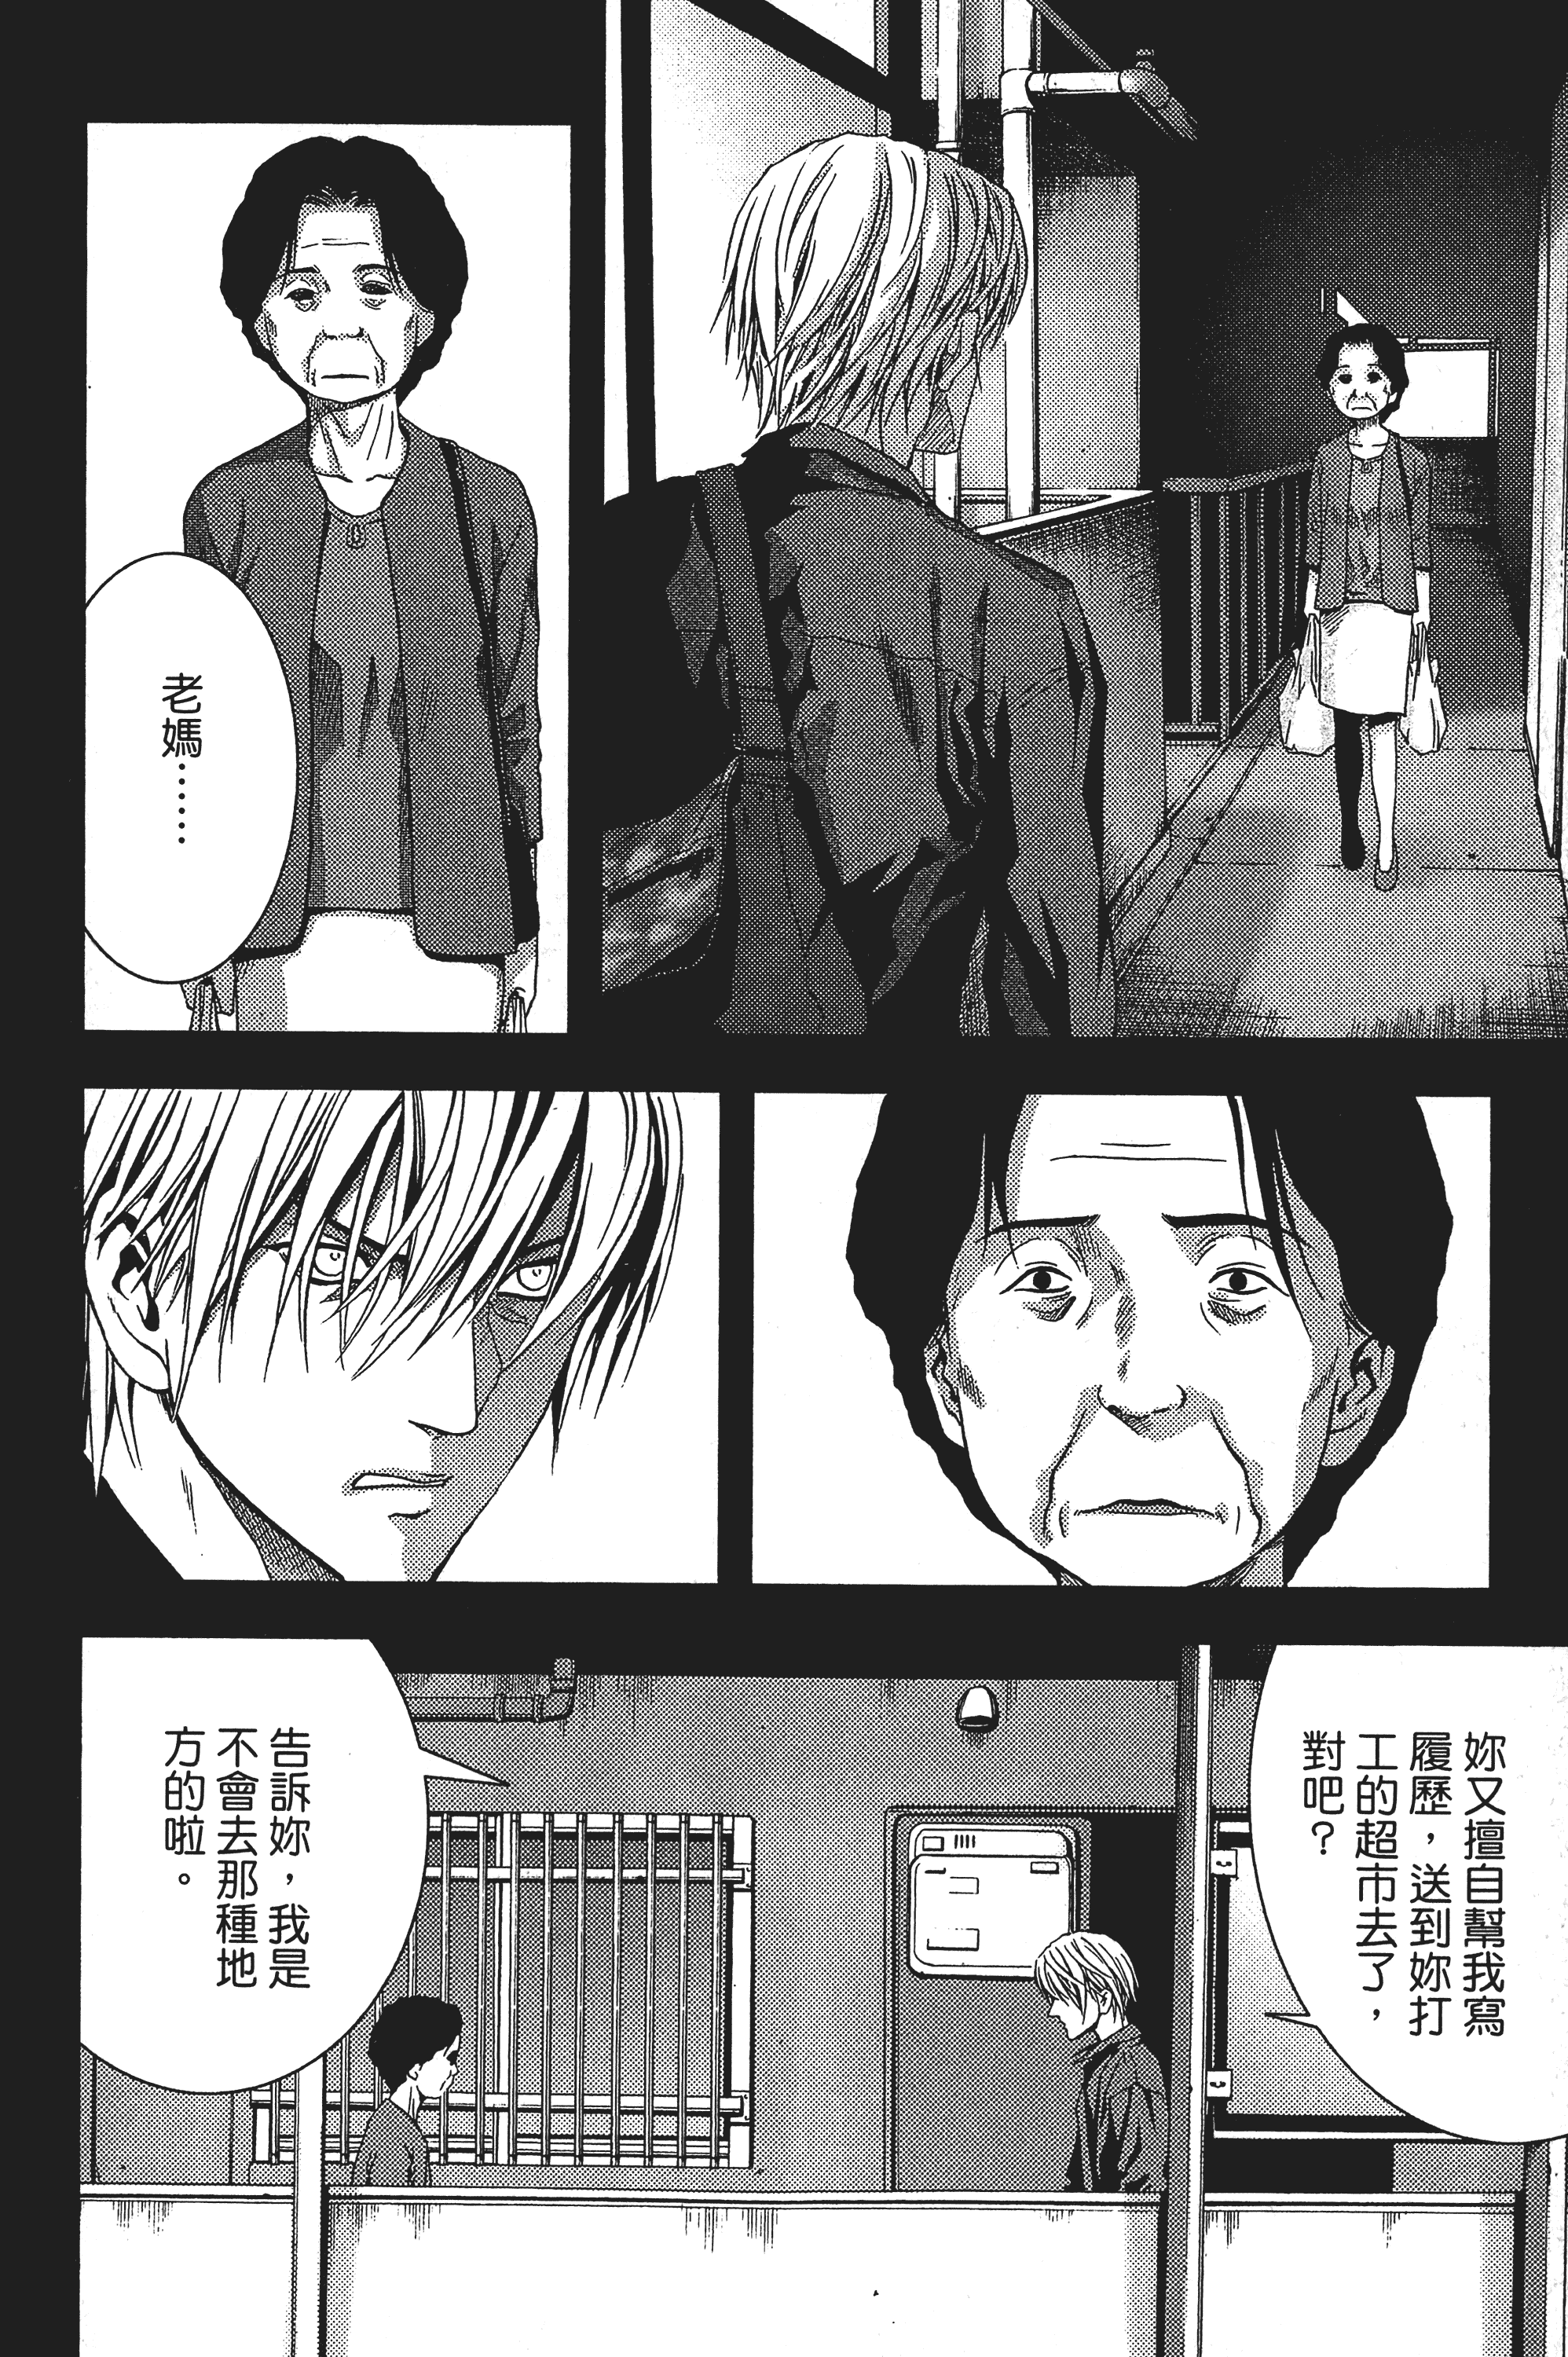 老媽……
妳又擅自幫我寫
履歷，送到妳打
工的超市去了，
對吧？
告訴妳，我是
不會去那種地
方的啦。